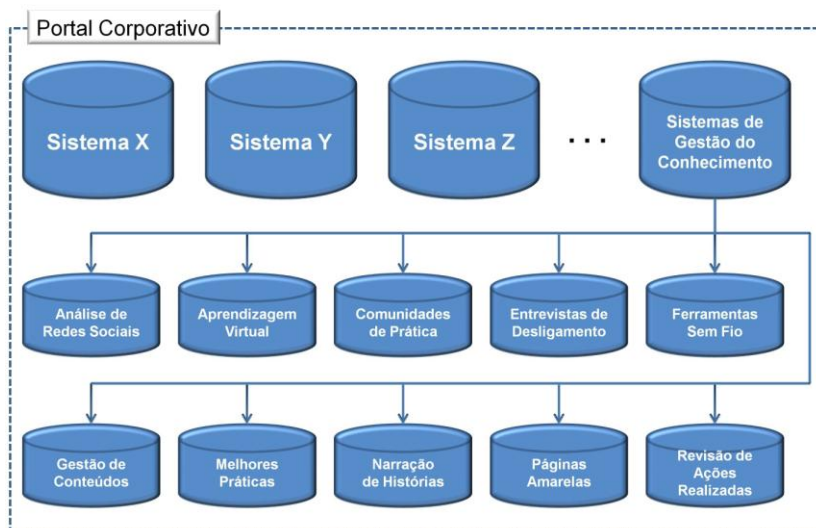 Portal Corporativo
Sistema X
Sistema Y
Sistema Z
. . .
Sistemas de
Gestão do
Conhecimento
Análise de
Redes Sociais
Aprendizagem
Virtual
Comunidades
de Prática
Entrevistas de
Desligamento
Ferramentas
Sem Fio
Gestão de
Conteúdos
Melhores
Práticas
Narração
de Histórias
Páginas
Amarelas
Revisão de
Ações
Realizadas